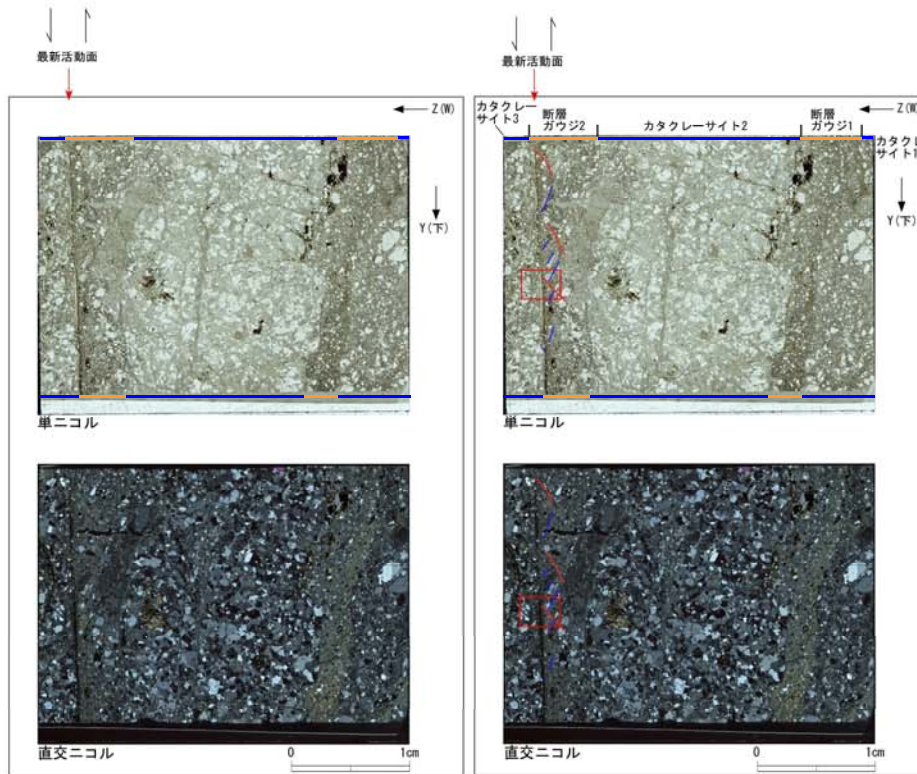 最新活動面
Z(W)
Y(下)
単ニコル
直交ニコル
0 1cm
最新活動面
Z(W)
カタクレー
サイト3
断層
ガウジ2
カタクレーサイト2
断層
ガウジ1
カタクレ
サイト1
Y(下)
単ニコル
直交ニコル
0 1cm